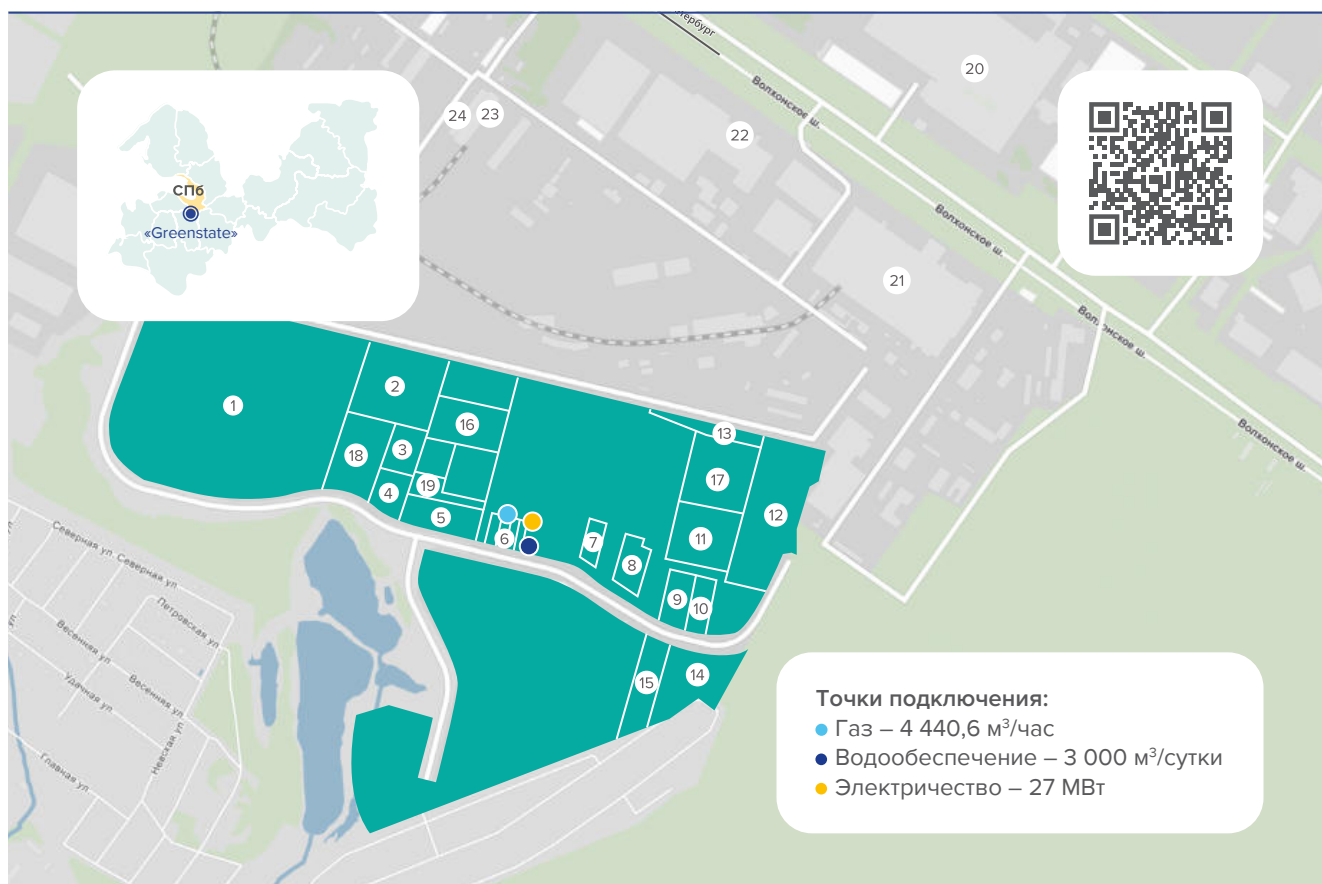 Волхонское ш.
20
24
23
22
СПб
«Greenstate»
Волхонское ш.
21
Волхонское ш.
1
2
16
13
Волхонское ш.
18
3
17
19
4
5
12
6
7
11
8
9
10
Северная ул.
Северная ул.
Петровская ул.
Весенняя ул.
Весенняя ул.
Удачная ул.
Невская ул.
Главная ул.
15
14
Точки подключения:
Газ – 4 440,6 м³/час
Водообеспечение – 3 000 м³/сутки
Электричество – 27 МВт